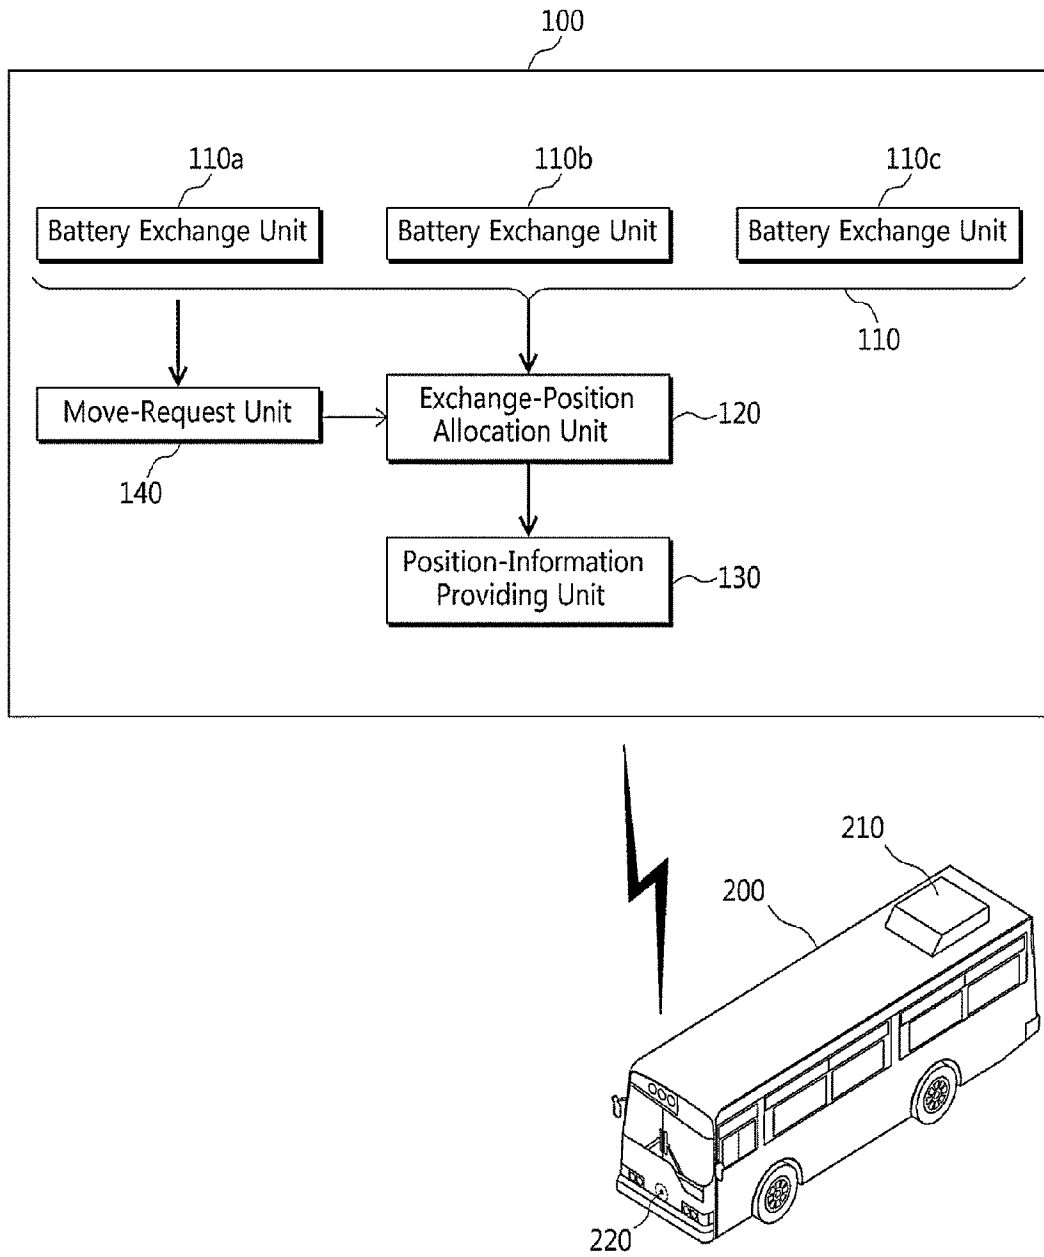 100
110a
110b
110c
Battery Exchange Unit
Battery Exchange Unit
Battery Exchange Unit
110
Move-Request Unit
Exchange-Position
Allocation Unit
120
140
Position-Information
Providing Unit
130
210
200
220